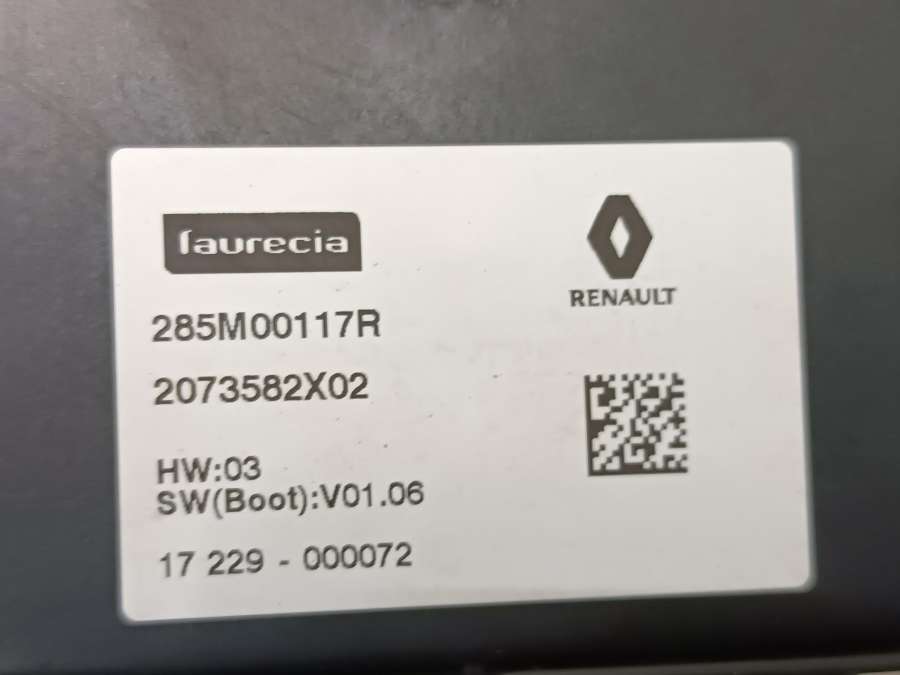 faurecia
RENAULT
285M00117R
2073582X02
HW:03
SW(Boot):V01.06
17 229 - 000072